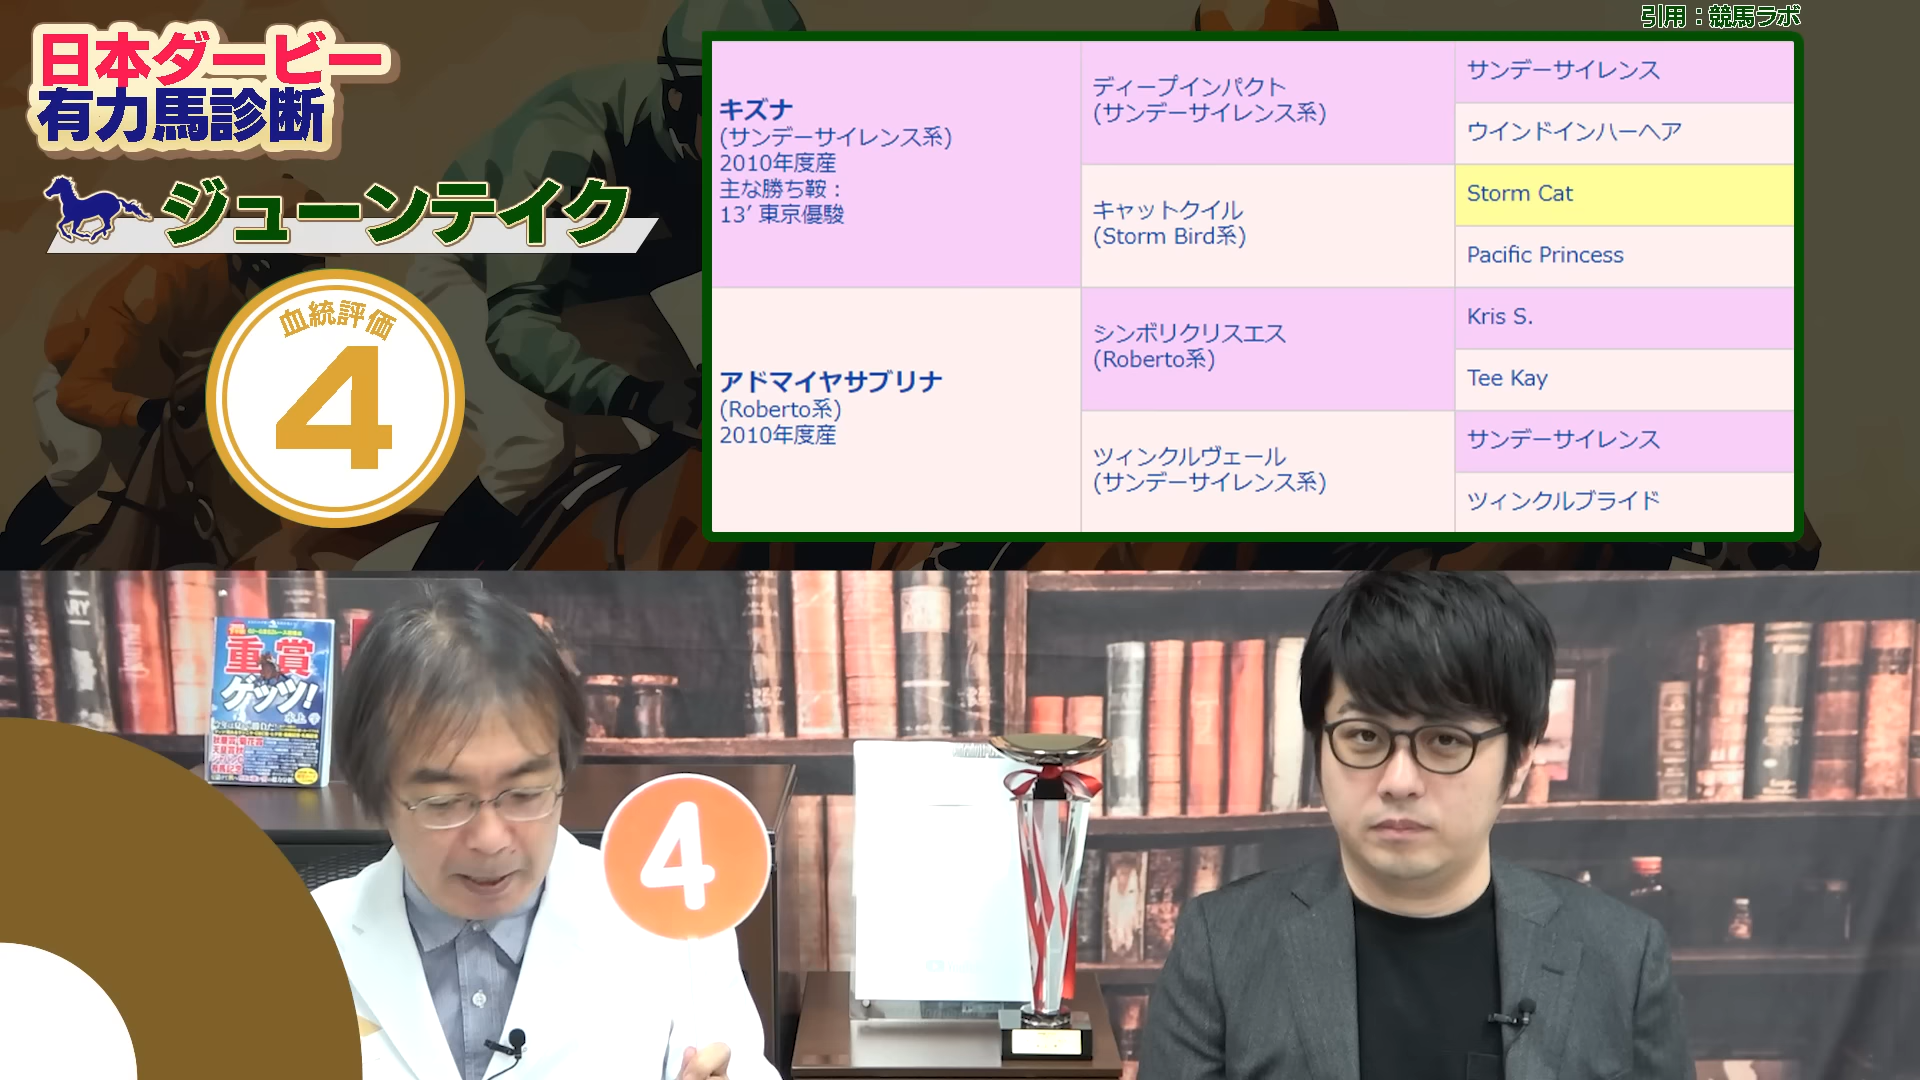 引用：競馬ラボ
日本ダービー
有力馬診断
ジューンテイク
血統評価
4
キズナ
(サンデーサイレンス系)
2010年度産
主な勝ち鞍：
13′ 東京優駿
ディープインパクト
(サンデーサイレンス系)
サンデーサイレンス
ウインドインハーヘア
キャットクイル
(Storm Bird系)
Storm Cat
Pacific Princess
アドマイヤサブリナ
(Roberto系)
2010年度産
シンボリクリスエス
(Roberto系)
Kris S.
Tee Kay
ツィンクルヴェール
(サンデーサイレンス系)
サンデーサイレンス
ツィンクルブライド
重賞
ゲッツ!
水上 学
4